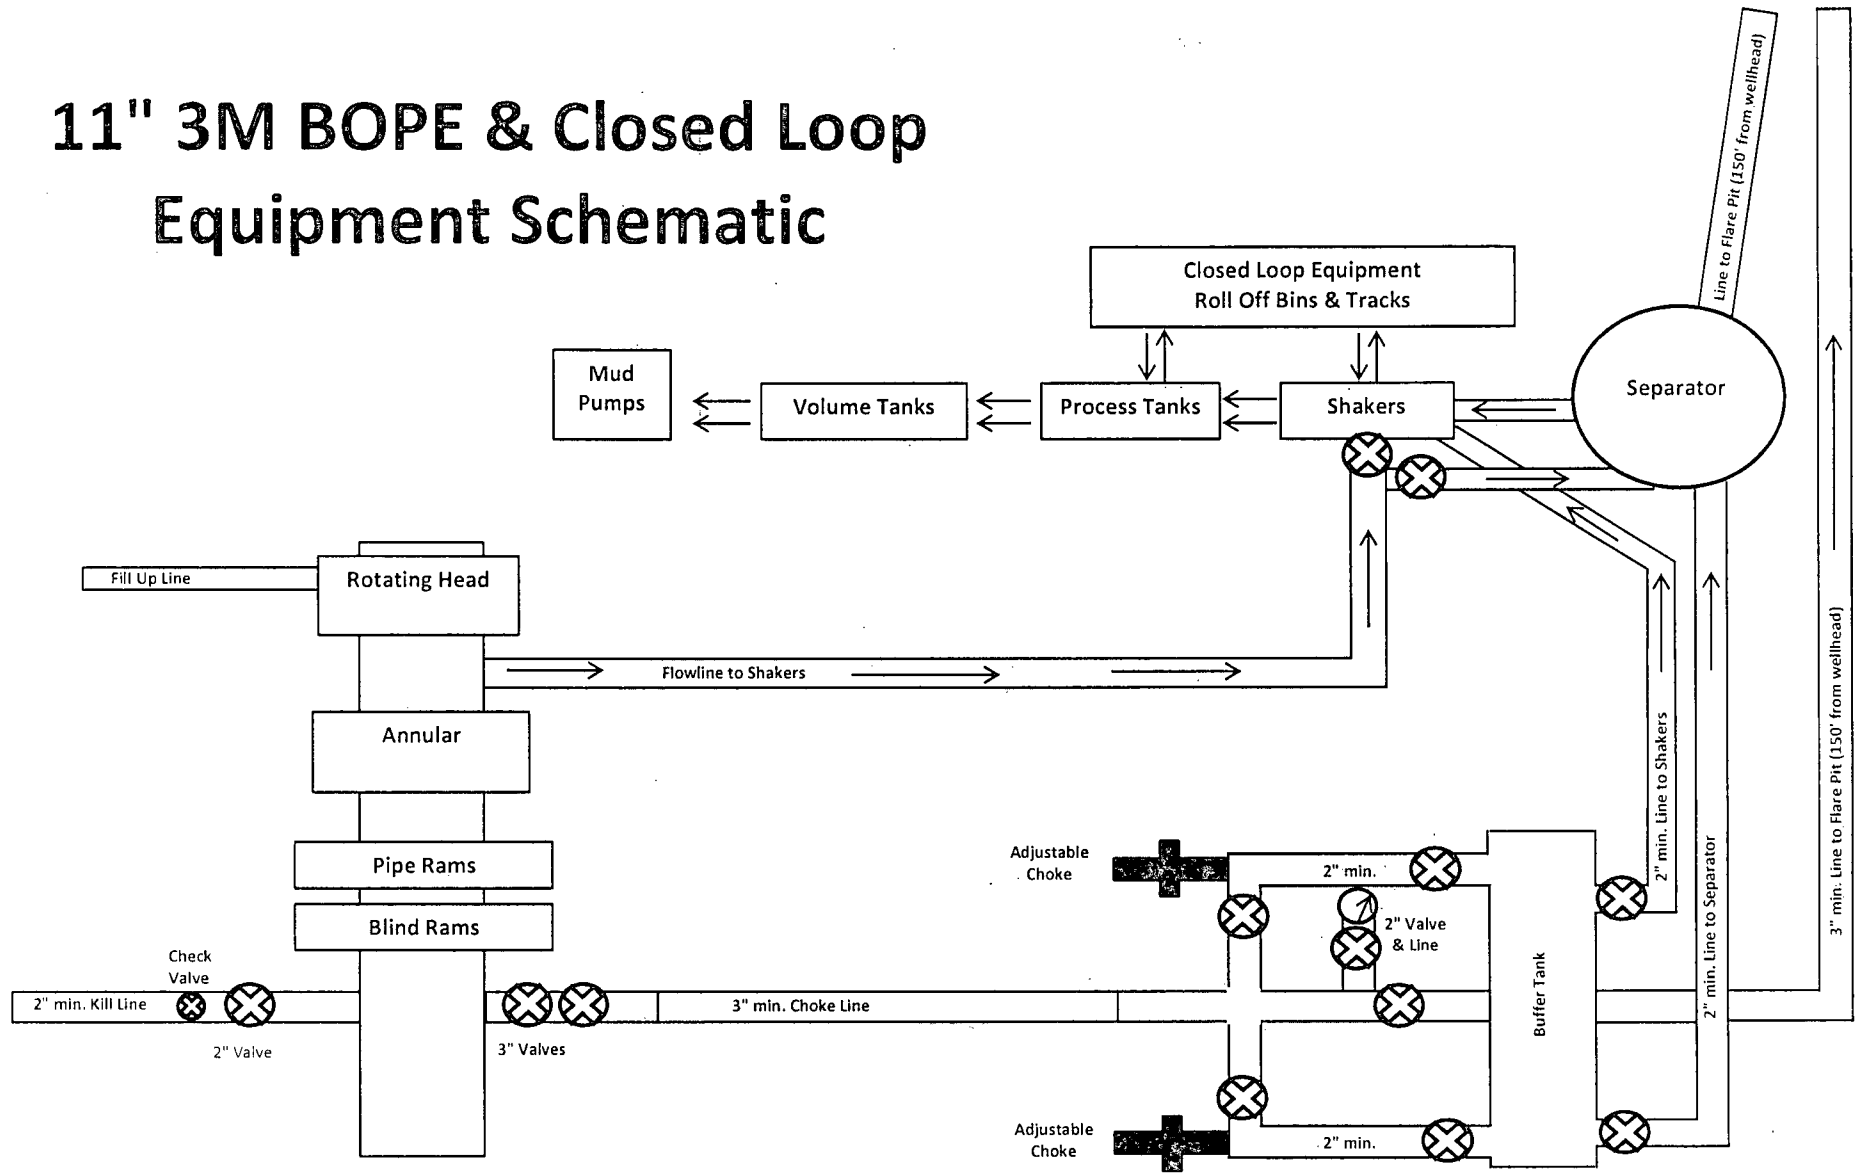 11" 3M BOPE & Closed Loop
Equipment Schematic
Line to Flare Pit (150' from wellhead)
Closed Loop Equipment
Roll Off Bins & Tracks
Mud
Pumps
Volume Tanks
Process Tanks
Shakers
Separator
Fill Up Line
Rotating Head
Flowline to Shakers
Annular
Pipe Rams
Blind Rams
Check
Valve
2" min. Kill Line
2" Valve
3" Valves
3" min. Choke Line
Adjustable
Choke
2" min.
2" Valve
& Line
Buffer Tank
Adjustable
Choke
2" min.
2" min. Line to Shakers
2" min. Line to Separator
3" min. Line to Flare Pit (150' from wellhead)